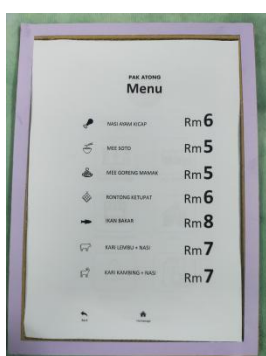 PAK ATONG
Menu
NASI AYAM KICAP Rm6
MEE SOTO Rm5
MEE GORENG MAMAK Rm5
RONTONG KETUPAT Rm6
IKAN BAKAR Rm8
KARI LEMBU + NASI Rm7
KARI KAMBING + NASI Rm7